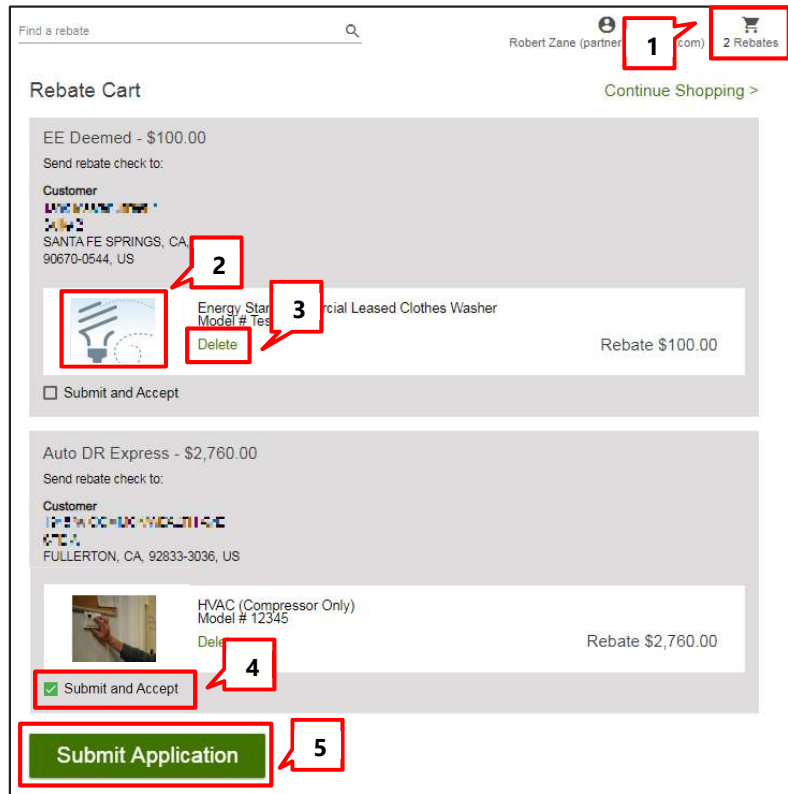 Find a rebate
Robert Zane (partner com)
2 Rebates
1
Rebate Cart
Continue Shopping >
EE Deemed - $100.00
Send rebate check to:
Customer
SANTA FE SPRINGS, CA,
90670-0544, US
2
3
Energy Star Leased Clothes Washer
Model #
Delete
Rebate $100.00
Submit and Accept
Auto DR Express - $2,760.00
Send rebate check to:
Customer
FULLERTON, CA, 92833-3036, US
HVAC (Compressor Only)
Model # 12345
Rebate $2,760.00
4
Submit and Accept
Submit Application
5